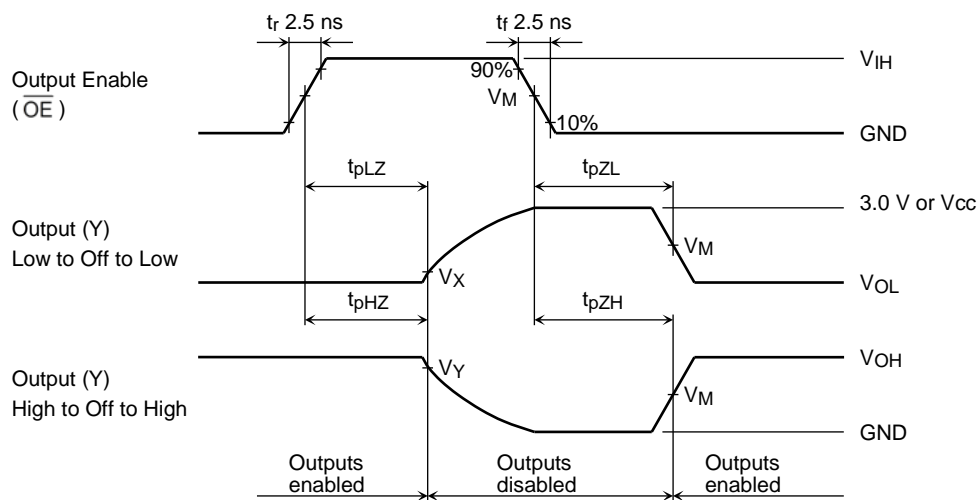 tr 2.5 ns
tf 2.5 ns
VIH
90%
Output Enable
( OE )
VM
10%
GND
tpLZ
tpZL
3.0 V or Vcc
Output (Y)
Low to Off to Low
VM
VX
VOL
tpHZ
tpZH
VOH
VY
Output (Y)
High to Off to High
VM
GND
Outputs
enabled
Outputs
disabled
Outputs
enabled